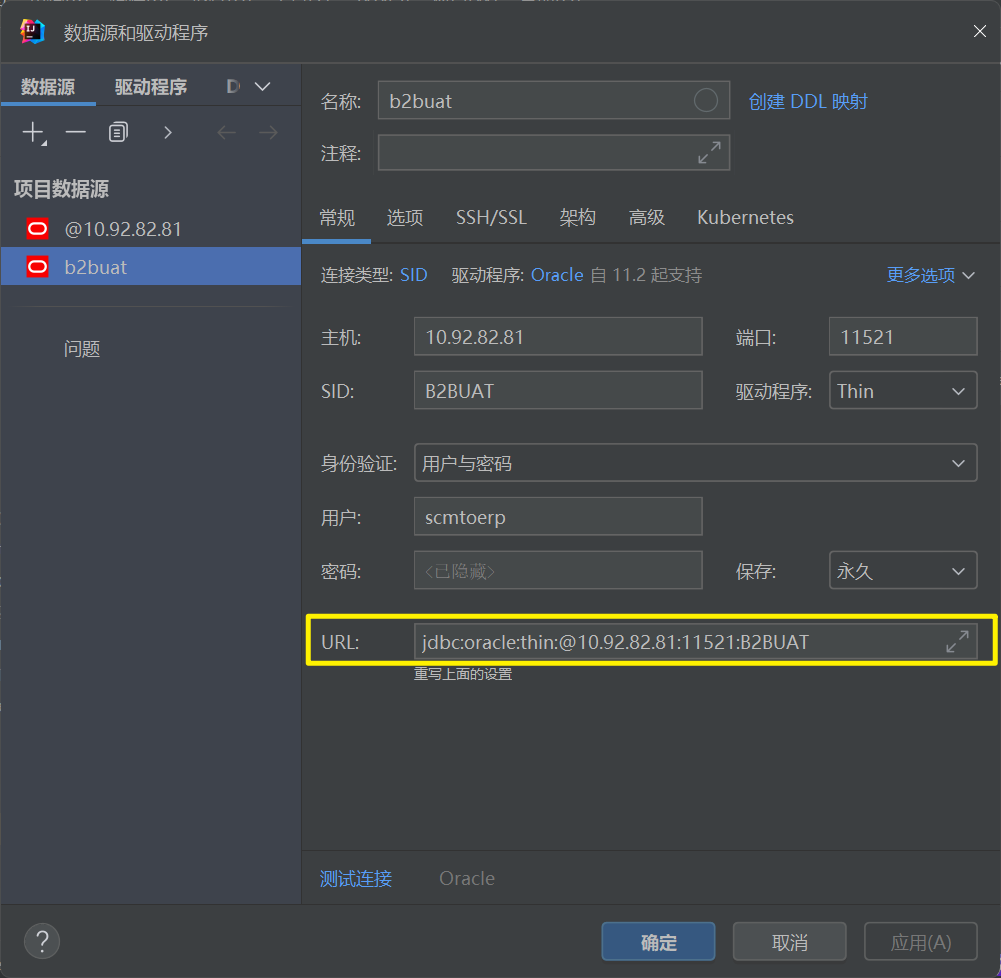 数据源和驱动程序
数据源 驱动程序 D
项目数据源
@10.92.82.81
b2buat
问题
名称: b2buat 创建 DDL 映射
注释:
常规 选项 SSH/SSL 架构 高级 Kubernetes
连接类型: SID 驱动程序: Oracle 自 11.2 起支持 更多选项
主机: 10.92.82.81 端口: 11521
SID: B2BUAT 驱动程序: Thin
身份验证: 用户与密码
用户: scmtoerp
密码: <已隐藏> 保存: 永久
URL: jdbc:oracle:thin:@10.92.82.81:11521:B2BUAT
重写上面的设置
测试连接 Oracle
? 确定 取消 应用(A)